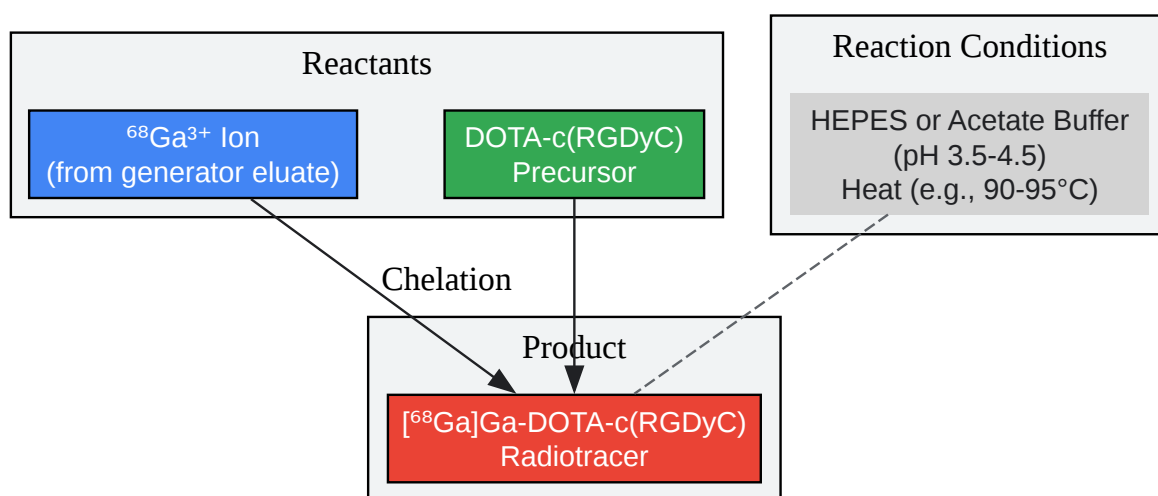 Reactants
⁶⁸Ga³⁺ Ion
(from generator eluate)
DOTA-c(RGDyC)
Precursor
Reaction Conditions
HEPES or Acetate Buffer
(pH 3.5-4.5)
Heat (e.g., 90-95°C)
Chelation
Product
[⁶⁸Ga]Ga-DOTA-c(RGDyC)
Radiotracer